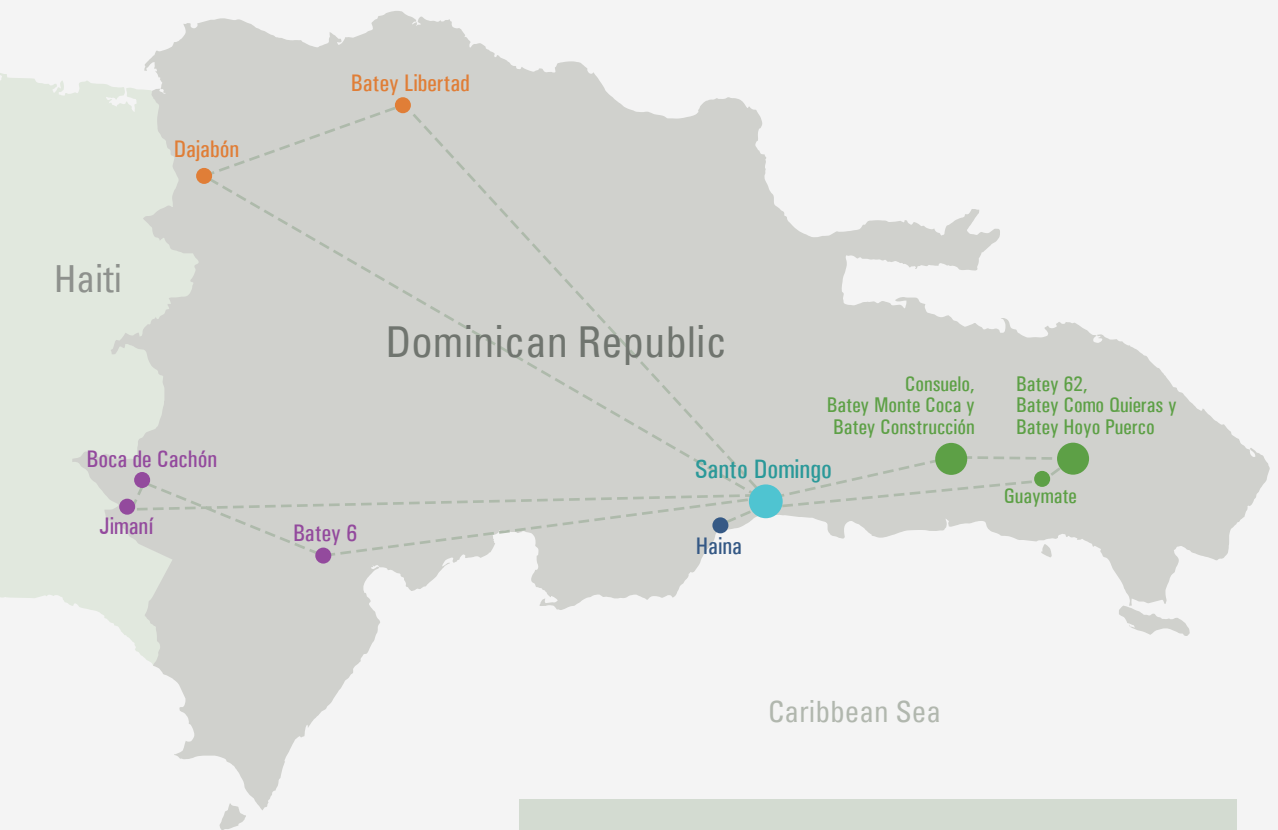 Batey Libertad
Dajabón
Haiti
Dominican Republic
Consuelo,
Batey Monte Coca y
Batey Construcción
Batey 62,
Batey Como Quieras y
Batey Hoyo Puerco
Boca de Cachón
Santo Domingo
Guaymate
Jimaní
Batey 6
Haina
Caribbean Sea